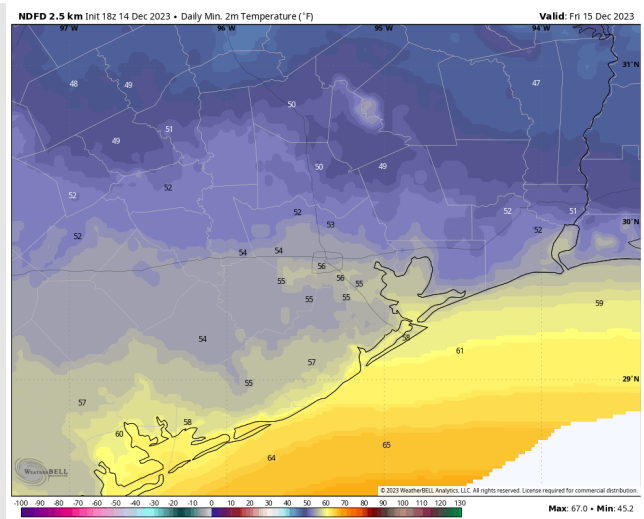 NDFD 2.5 km Init 18z 14 Dec 2023 • Daily Min. 2m Temperature (°F)
Valid: Fri 15 Dec 2023
97°W 96°W 95°W 94°W
31°N
48 49 47
50
51
49
50 49
52 52
52 51
52
53 30°N
52 52
54 54
56
55 56 55
55 55
59
54 58
61
57
55 29°N
57
58
60
65
64
WEATHERBELL
© 2023 WeatherBELL Analytics, LLC. All rights reserved. License required for commercial distribution.
-100 -90 -80 -70 -60 -50 -40 -30 -20 -10 0 10 20 30 40 50 60 70 80 90 100 110 120 130
Max: 67.0 • Min: 45.2